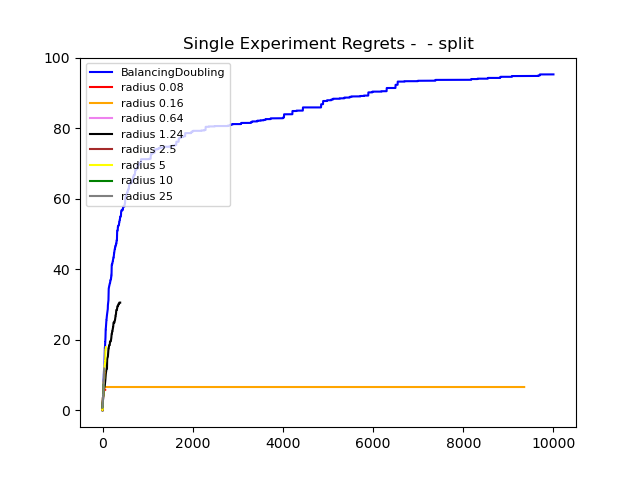 Single Experiment Regrets -  - split
100
80
60
40
20
0
BalancingDoubling
radius 0.08
radius 0.16
radius 0.64
radius 1.24
radius 2.5
radius 5
radius 10
radius 25
0 2000 4000 6000 8000 10000